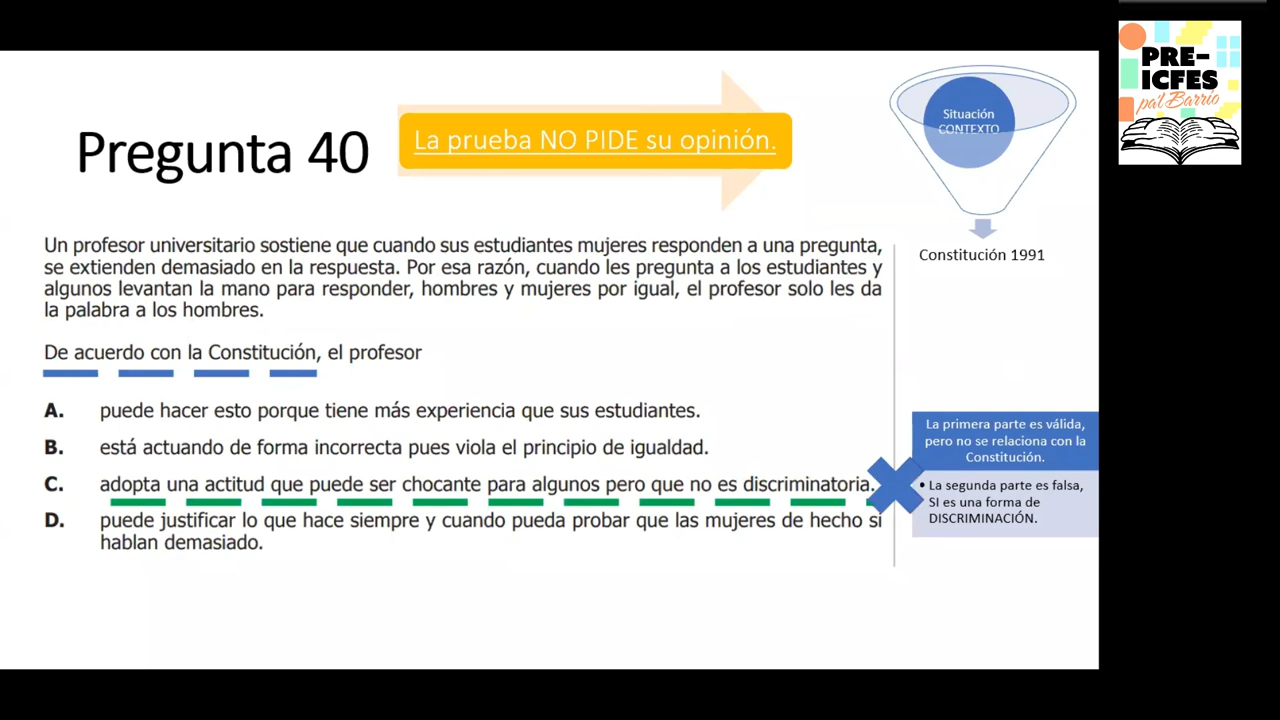 PRE-
ICFES
pa'l Barrio
Situación
CONTEXTO
La prueba NO PIDE su opinión.
Pregunta 40
Constitución 1991
Un profesor universitario sostiene que cuando sus estudiantes mujeres responden a una pregunta,
se extienden demasiado en la respuesta. Por esa razón, cuando les pregunta a los estudiantes y
algunos levantan la mano para responder, hombres y mujeres por igual, el profesor solo les da
la palabra a los hombres.
De acuerdo con la Constitución, el profesor
A. puede hacer esto porque tiene más experiencia que sus estudiantes.
B. está actuando de forma incorrecta pues viola el principio de igualdad.
C. adopta una actitud que puede ser chocante para algunos pero que no es discriminatoria.
D. puede justificar lo que hace siempre y cuando pueda probar que las mujeres de hecho sí
hablan demasiado.
La primera parte es válida,
pero no se relaciona con la
Constitución.
• La segunda parte es falsa,
SI es una forma de
DISCRIMINACIÓN.